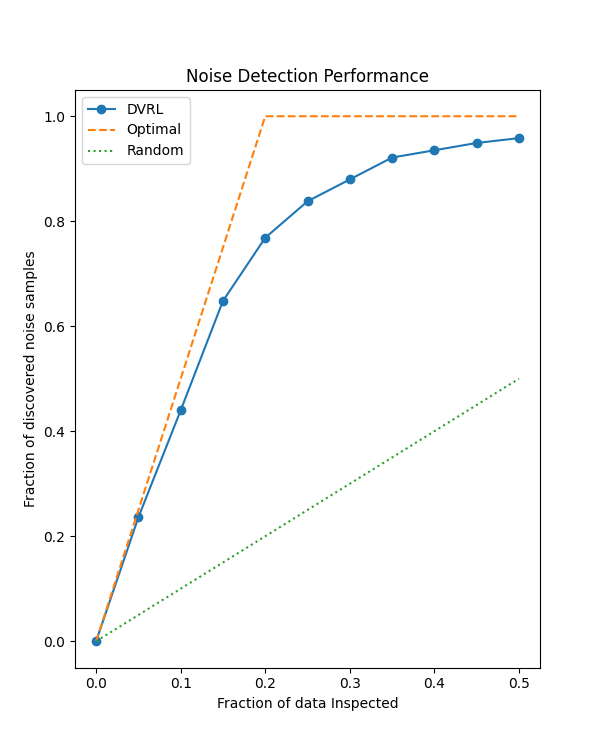 Noise Detection Performance
DVRL
Optimal
Random
1.0
0.8
0.6
0.4
0.2
0.0
Fraction of discovered noise samples
0.0 0.1 0.2 0.3 0.4 0.5
Fraction of data Inspected